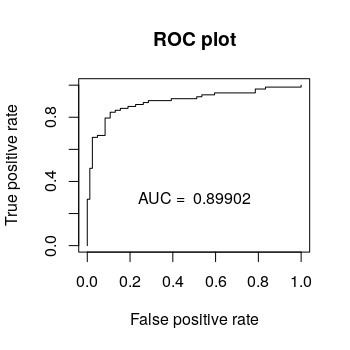 ROC plot
True positive rate
0.8
0.4
0.0
AUC = 0.89902
0.0 0.2 0.4 0.6 0.8 1.0
False positive rate